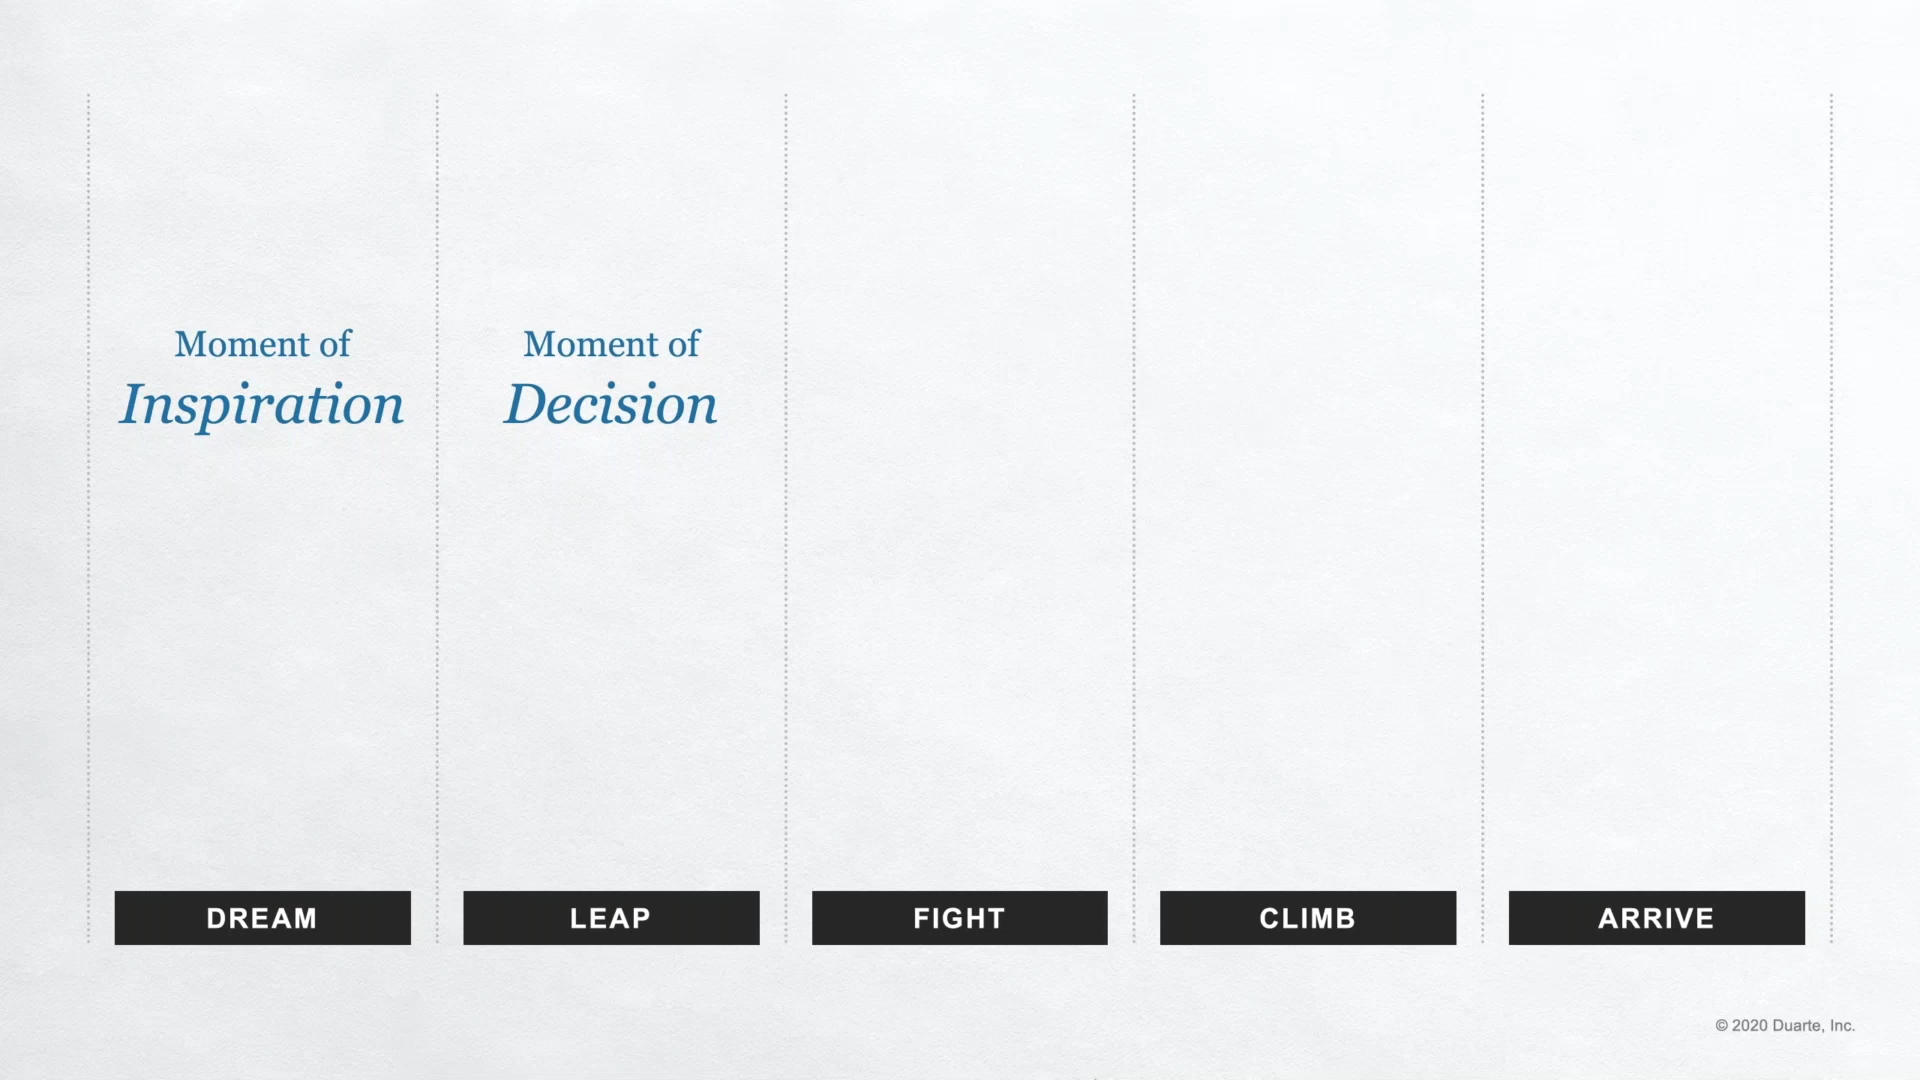 Moment of
Inspiration
Moment of
Decision
DREAM
LEAP
FIGHT
CLIMB
ARRIVE
© 2020 Duarte, Inc.